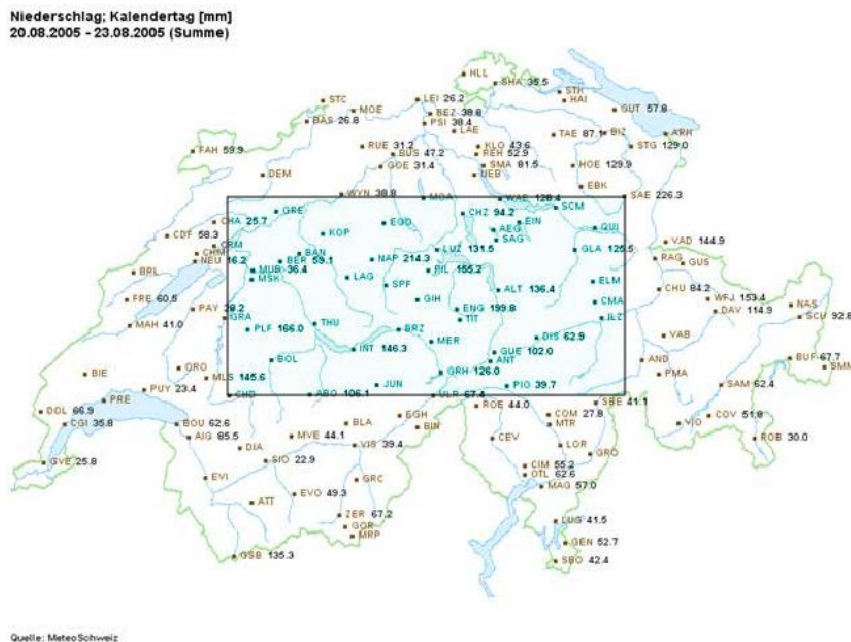 Niederschlag; Kalendertag [mm]
20.08.2005 - 23.08.2005 (Summe)
HLL
SHA 35.5
STC
LEI 26.2
STH
HAI
MOE
BEZ 38.8
GUT 57.8
BAS 26.8
PSI 38.4
LAE
TAE 87.1
BIZ
ARH
FAH 59.9
RUE 31.2
BUS 47.2
KLO 43.6
REH 52.9
STG 129.0
GOE 31.4
SMA 81.5
HOE 129.9
DEM
UEB
EBK
WYN 38.8
MOA
WAE 128.4
SAE 226.3
GRE
CHZ 94.2
SCM
CHA 25.7
EGO
EIN
QUI
CDF 58.3
KOP
AEG
SAG
CRM
CHM
BAN
LUZ 131.5
GLA 125.5
VAD 144.9
NEU 16.2
BER 59.1
NAP 214.3
RAG
GUS
BRL
MUB 36.4
PIL 155.2
MSK
LAG
SPF
ALT 136.4
ELM
CHU 84.2
FRE 60.5
GIH
CMA
WFJ 153.4
NAS
PAY 28.2
ENG 199.8
DAV 114.9
GRA
TIT
ILZ
SCU 92.8
MAH 41.0
PLF 166.0
THU
BRZ
DIS 62.9
VAB
MER
INT 146.3
GUE 102.0
BUF 67.7
BOL
ANT
AND
SMM
ORO
BIE
MLS 145.6
GRH 126.0
PMA
PUY 23.4
JUN
PIO 39.7
SAM 62.4
CHD
ABO 106.1
ULR 67.4
PRE
SBE 41.1
DOL 66.9
EGH
ROE 44.0
COM 27.8
COV 51.8
CGI 35.8
BOU 62.6
BLA
BIN
MTR
VIO
AIG 85.5
MVE 44.1
VIS 39.4
CEV
LOR
ROB 30.0
DIA
GRO
GVE 25.8
SIO 22.9
CIM 55.2
EVI
GRC
OTL 62.6
MAG 57.0
ATT
EVO 49.3
ZER 67.2
LUG 41.5
GOR
MRP
GEN 52.7
GSB 135.3
SBO 42.4
Quelle: MeteoSchweiz